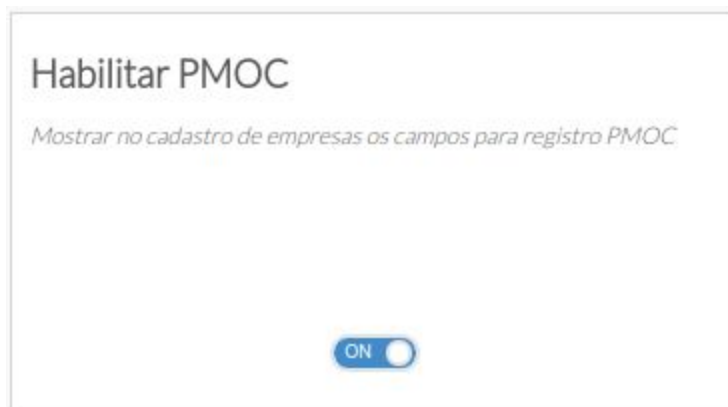 Habilitar PMOC
Mostrar no cadastro de empresas os campos para registro PMOC
ON